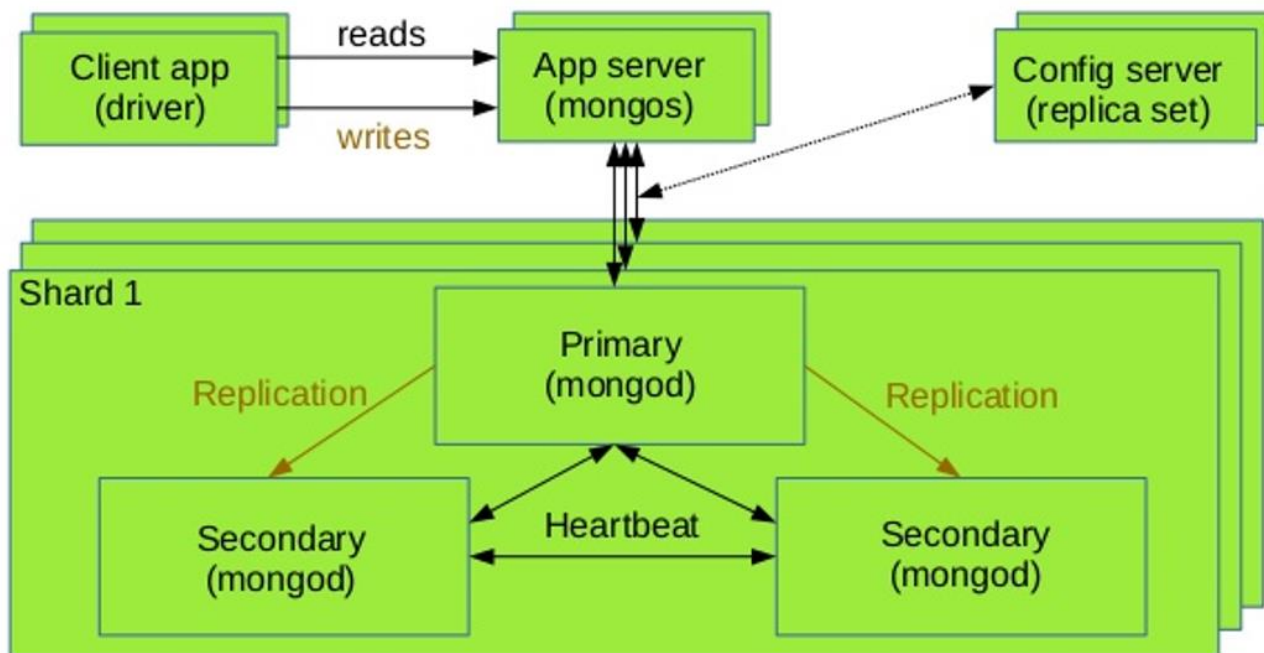 Client app
(driver)
reads
writes
App server
(mongos)
Config server
(replica set)
Shard 1
Primary
(mongod)
Replication
Replication
Secondary
(mongod)
Heartbeat
Secondary
(mongod)